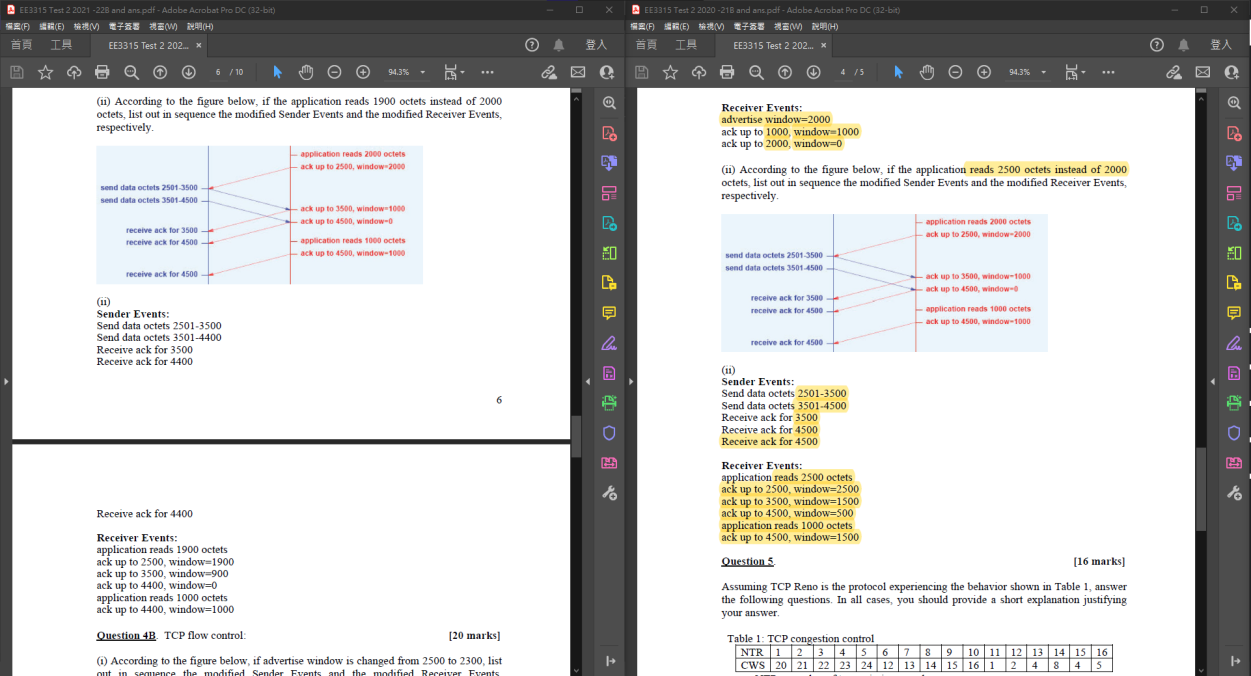 EE3315 Test 2 2021 -22B and ans.pdf - Adobe Acrobat Pro DC (32-bit)
檔案(F) 編輯(E) 檢視(V) 電子簽署 視窗(W) 說明(H)
首頁 工具 EE3315 Test 2 202... × 登入
6 / 10 94.3%
(ii) According to the figure below, if the application reads 1900 octets instead of 2000
octets, list out in sequence the modified Sender Events and the modified Receiver Events,
respectively.
application reads 2000 octets
ack up to 2500, window=2000
send data octets 2501-3500
send data octets 3501-4500
ack up to 3500, window=1000
ack up to 4500, window=0
receive ack for 3500
receive ack for 4500
application reads 1000 octets
ack up to 4500, window=1000
receive ack for 4500
(ii)
Sender Events:
Send data octets 2501-3500
Send data octets 3501-4400
Receive ack for 3500
Receive ack for 4400
6
Receive ack for 4400
Receiver Events:
application reads 1900 octets
ack up to 2500, window=1900
ack up to 3500, window=900
ack up to 4400, window=0
application reads 1000 octets
ack up to 4400, window=1000
Question 4B. TCP flow control: [20 marks]
(i) According to the figure below, if advertise window is changed from 2500 to 2300, list
out in sequence the modified Sender Events and the modified Receiver Events,
EE3315 Test 2 2020 -21B and ans.pdf - Adobe Acrobat Pro DC (32-bit)
檔案(F) 編輯(E) 檢視(V) 電子簽署 視窗(W) 說明(H)
首頁 工具 EE3315 Test 2 202... × 登入
4 / 5 94.3%
Receiver Events:
advertise window=2000
ack up to 1000, window=1000
ack up to 2000, window=0
(ii) According to the figure below, if the application reads 2500 octets instead of 2000
octets, list out in sequence the modified Sender Events and the modified Receiver Events,
respectively.
application reads 2000 octets
ack up to 2500, window=2000
send data octets 2501-3500
send data octets 3501-4500
ack up to 3500, window=1000
ack up to 4500, window=0
receive ack for 3500
receive ack for 4500
application reads 1000 octets
ack up to 4500, window=1000
receive ack for 4500
(ii)
Sender Events:
Send data octets 2501-3500
Send data octets 3501-4500
Receive ack for 3500
Receive ack for 4500
Receive ack for 4500
Receiver Events:
application reads 2500 octets
ack up to 2500, window=2500
ack up to 3500, window=1500
ack up to 4500, window=500
application reads 1000 octets
ack up to 4500, window=1500
Question 5. [16 marks]
Assuming TCP Reno is the protocol experiencing the behavior shown in Table 1, answer
the following questions. In all cases, you should provide a short explanation justifying
your answer.
Table 1: TCP congestion control
NTR 1 2 3 4 5 6 7 8 9 10 11 12 13 14 15 16
CWS 20 21 22 23 24 12 13 14 15 16 1 2 4 8 4 5